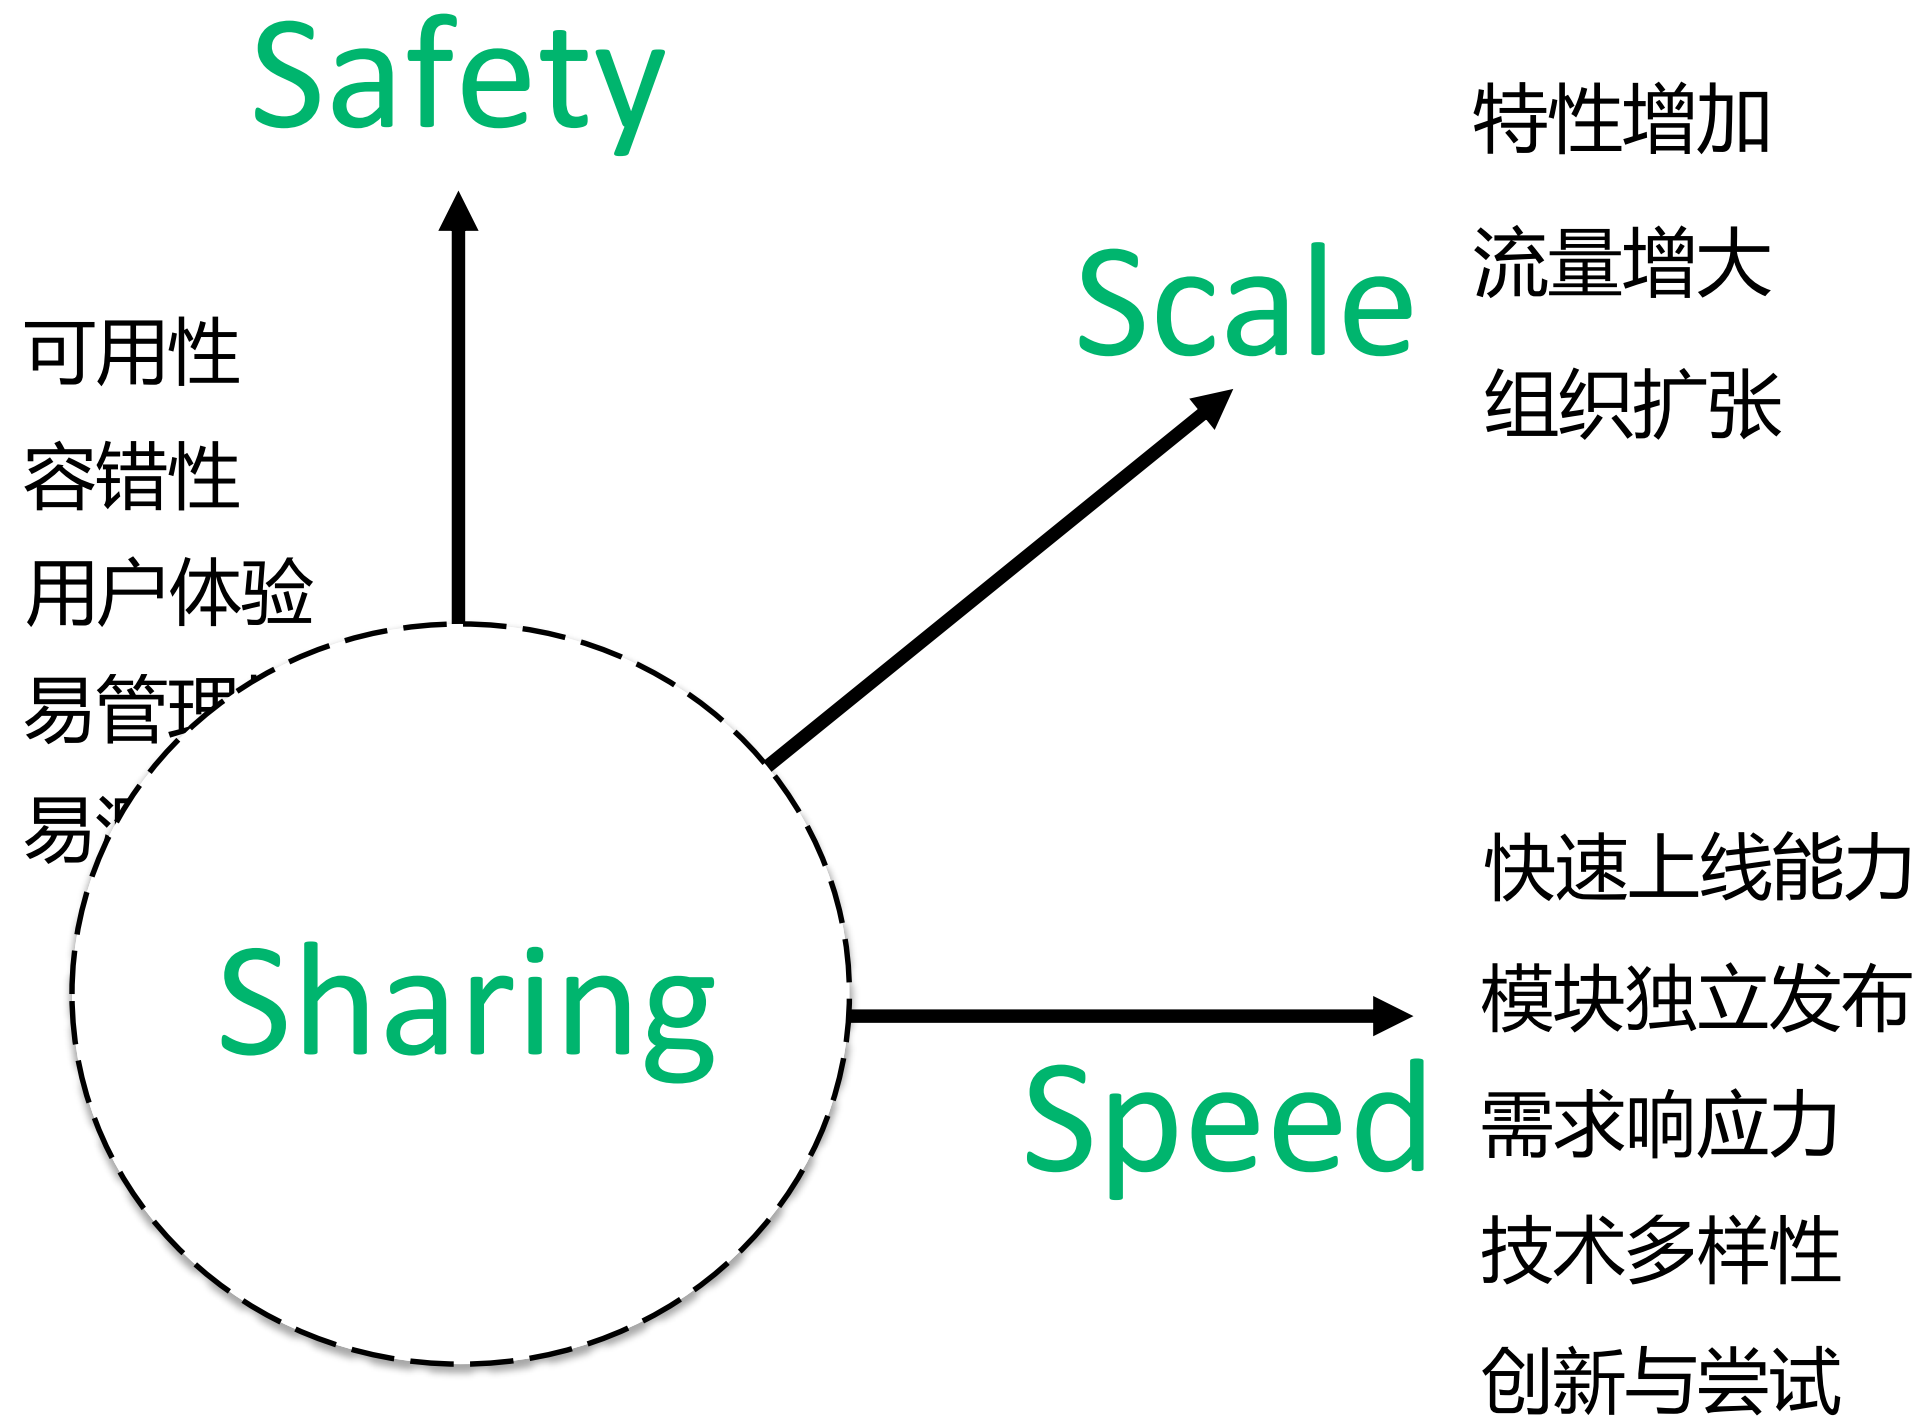 Safety
可用性
容错性
用户体验
易管理
易
Scale
特性增加
流量增大
组织扩张
Sharing
Speed
快速上线能力
模块独立发布
需求响应力
技术多样性
创新与尝试